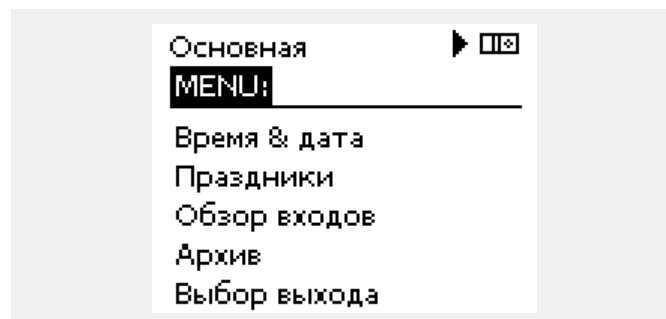 Основная
MENU:
Время & дата
Праздники
Обзор входов
Архив
Выбор выхода